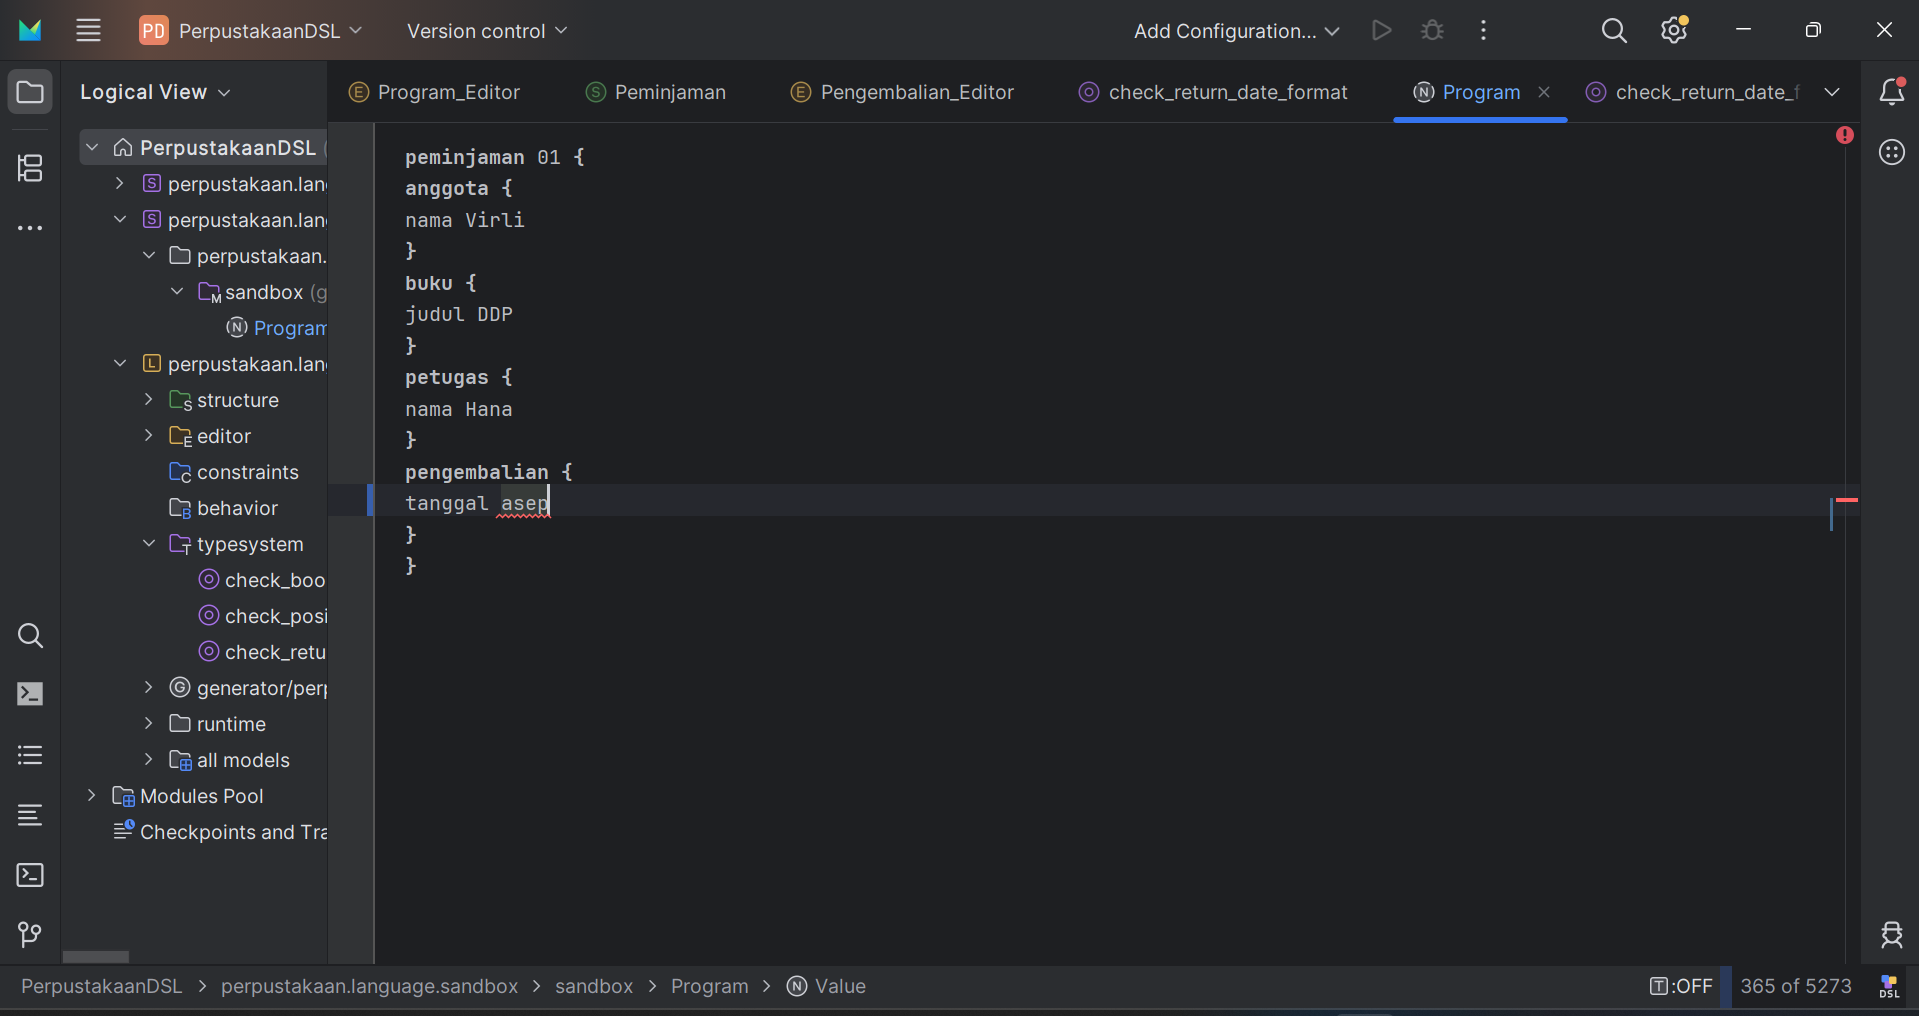 PD PerpustakaanDSL Version control Add Configuration...
Logical View
Program_Editor Peminjaman Pengembalian_Editor check_return_date_format Program check_return_date_f
PerpustakaanDSL (
perpustakaan.lan
perpustakaan.lang
perpustakaan.
sandbox (g
Program
perpustakaan.lan
structure
editor
constraints
behavior
typesystem
check_boo
check_posi
check_retu
generator/perp
runtime
all models
Modules Pool
Checkpoints and Tra
peminjaman 01 {
anggota {
nama Virli
}
buku {
judul DDP
}
petugas {
nama Hana
}
pengembalian {
tanggal asep
}
}
PerpustakaanDSL > perpustakaan.language.sandbox > sandbox > Program > N Value
T:OFF 365 of 5273 DSL